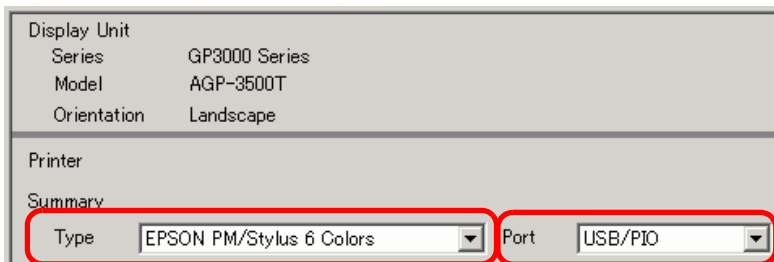 Display Unit
Series GP3000 Series
Model AGP-3500T
Orientation Landscape
Printer
Summary
Type EPSON PM/Stylus 6 Colors Port USB/PIO